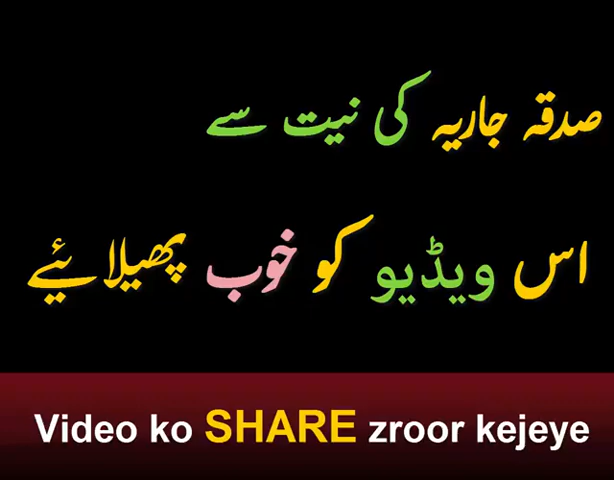 صدقہ جاریہ کی نیت سے
اس ویڈیو کو خوب پھیلائیے
Video ko SHARE zroor kejeye